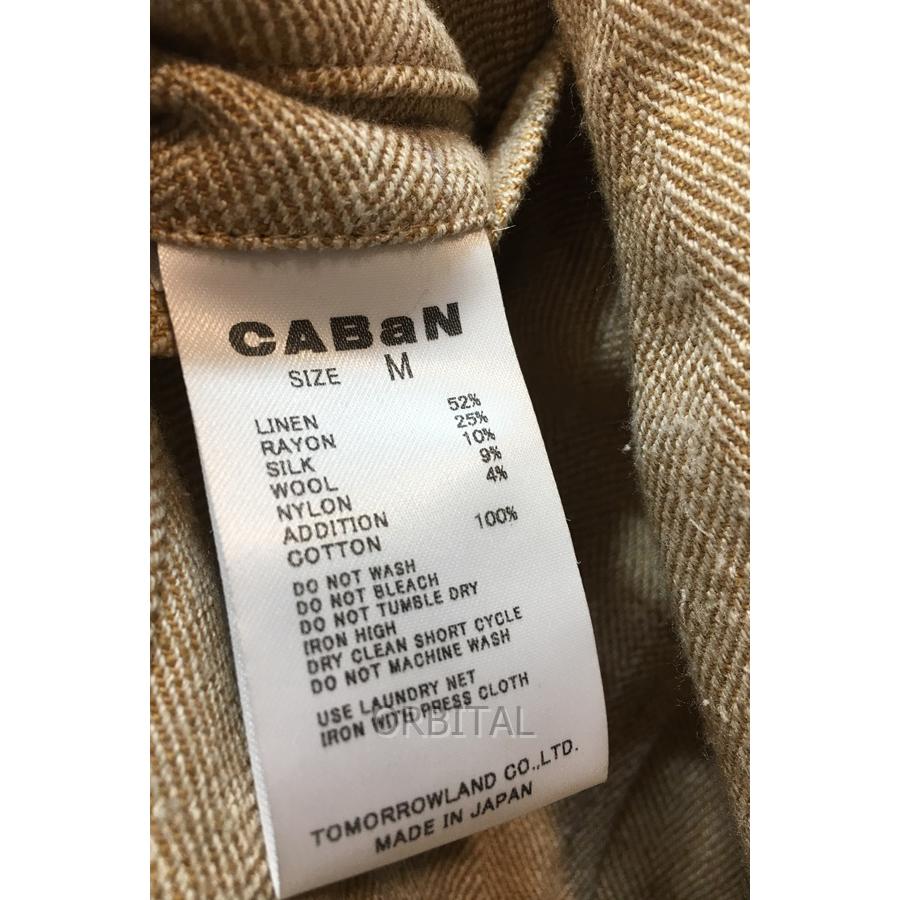 CABaN
SIZE M
LINEN 52%
RAYON 25%
SILK 10%
WOOL 9%
NYLON 4%
ADDITION
COTTON 100%
DO NOT WASH
DO NOT BLEACH
DO NOT TUMBLE DRY
IRON HIGH
DRY CLEAN SHORT CYCLE
DO NOT MACHINE WASH
USE LAUNDRY NET
IRON WITH PRESS CLOTH
ORBITAL
TOMORROWLAND CO.,LTD.
MADE IN JAPAN